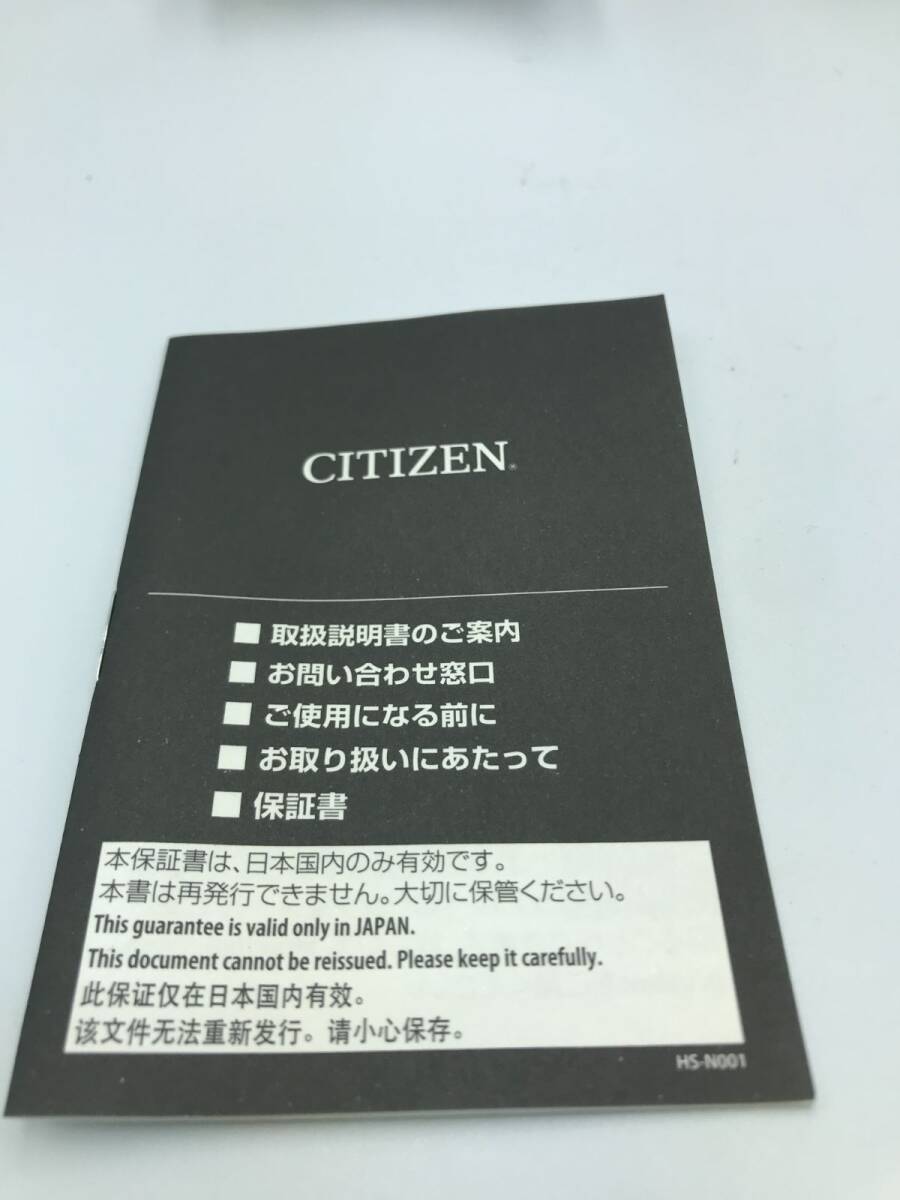 CITIZEN®
■ 取扱説明書のご案内
■ お問い合わせ窓口
■ ご使用になる前に
■ お取り扱いにあたって
■ 保証書
本保証書は、日本国内のみ有効です。
本書は再発行できません。大切に保管ください。
This guarantee is valid only in JAPAN.
This document cannot be reissued. Please keep it carefully.
此保证仅在日本国内有效。
该文件无法重新发行。请小心保存。
HS-N001